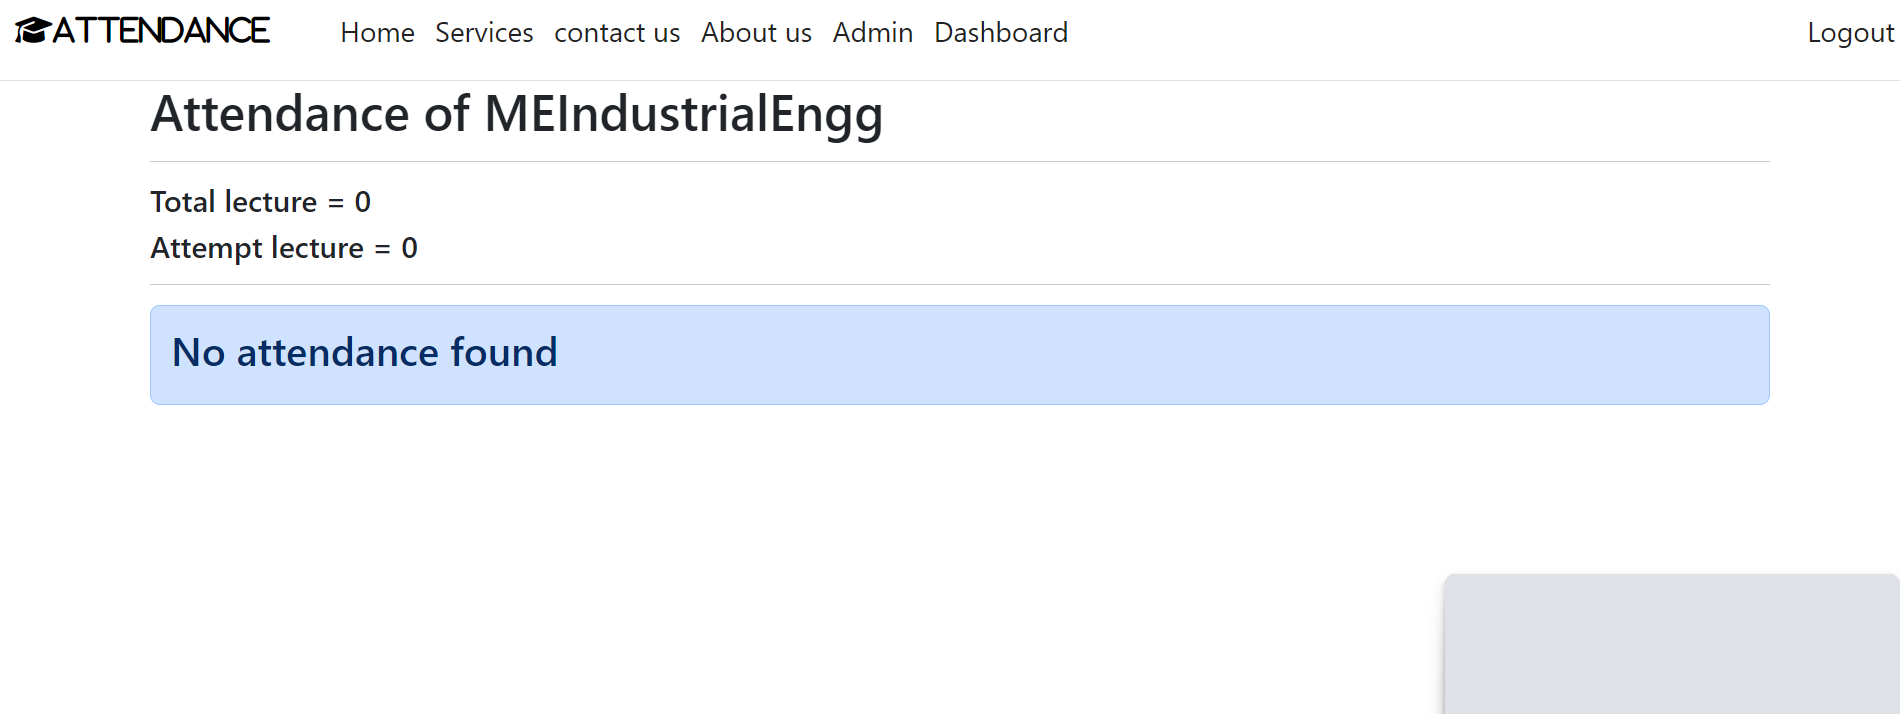 ATTENDANCE Home Services contact us About us Admin Dashboard Logout
Attendance of MEIndustrialEngg
Total lecture = 0
Attempt lecture = 0
No attendance found